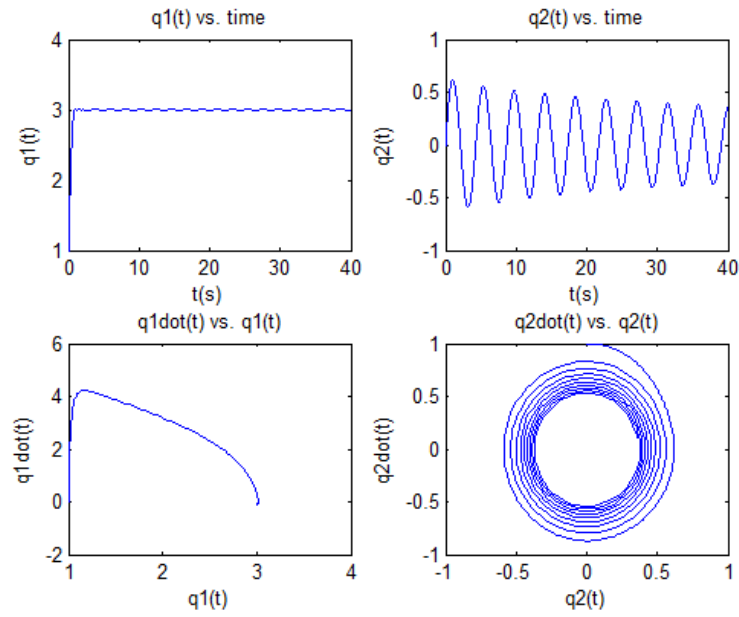 q1(t) vs. time
4
3
2
1
q1(t)
0 10 20 30 40
t(s)
q2(t) vs. time
1
0.5
0
-0.5
-1
q2(t)
0 10 20 30 40
t(s)
q1dot(t) vs. q1(t)
6
4
2
0
-2
q1dot(t)
1 2 3 4
q1(t)
q2dot(t) vs. q2(t)
1
0.5
0
-0.5
-1
q2dot(t)
-1 -0.5 0 0.5 1
q2(t)